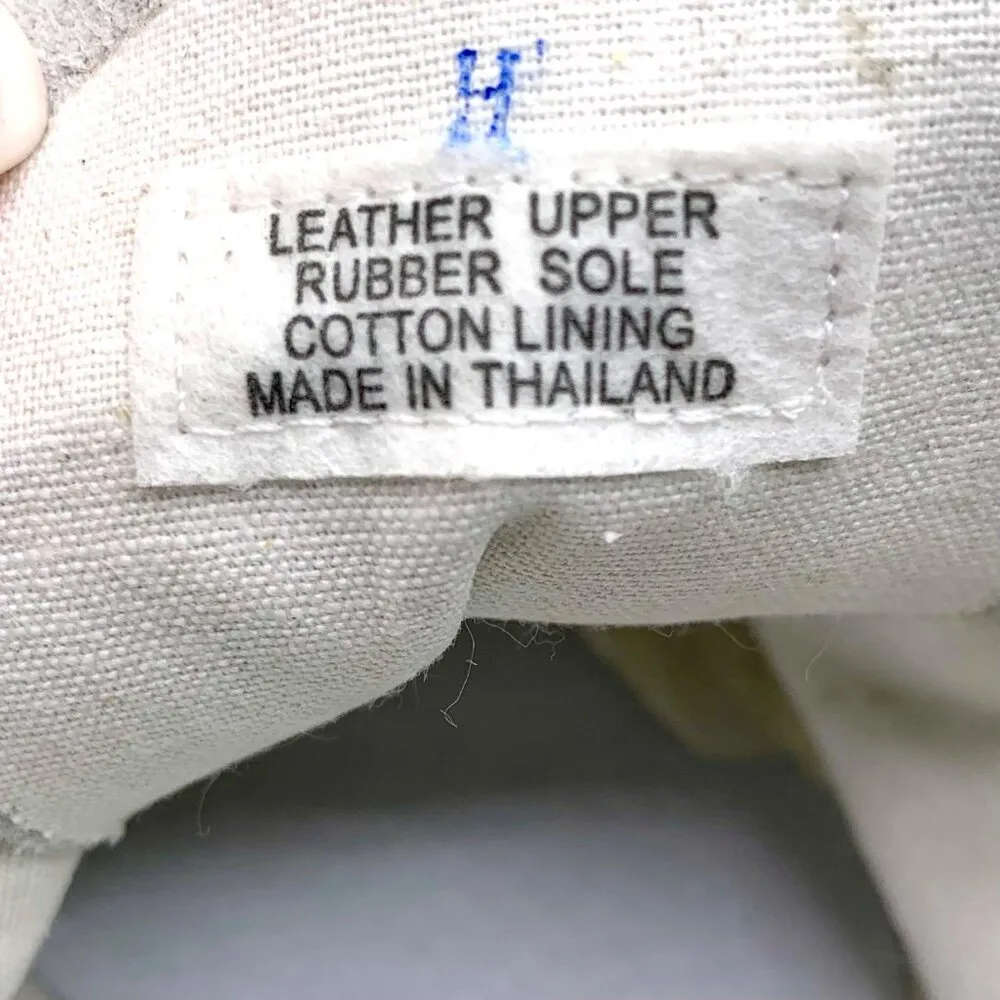 H
LEATHER UPPER
RUBBER SOLE
COTTON LINING
MADE IN THAILAND